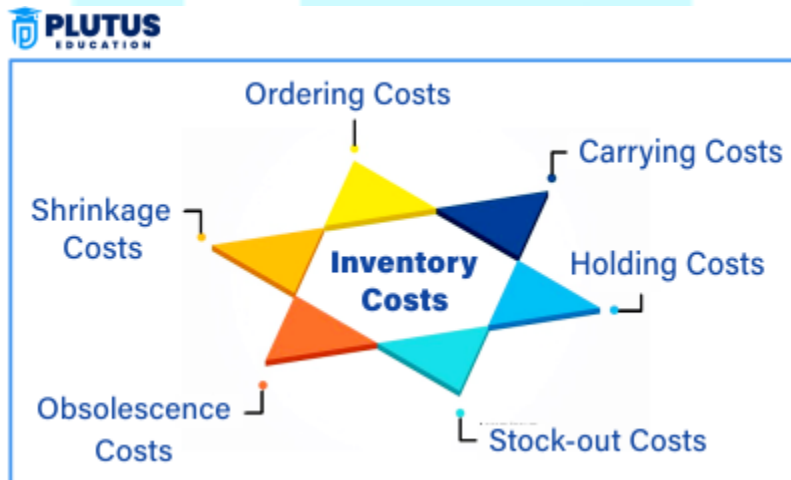 PLUTUS
EDUCATION
Ordering Costs
Carrying Costs
Shrinkage
Costs
Inventory
Costs
Holding Costs
Obsolescence
Costs
Stock-out Costs